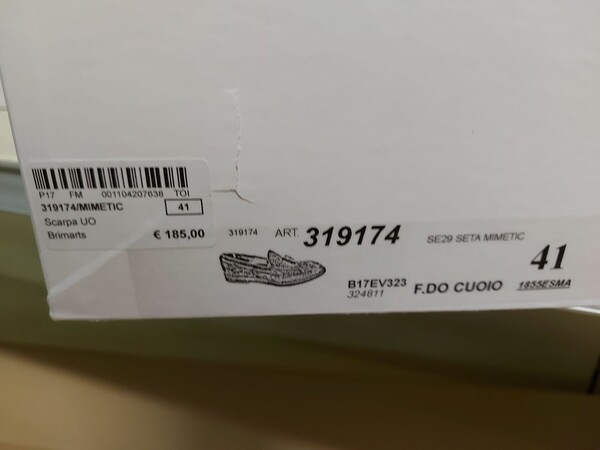 P17 FM 001104207638 TOI
319174/MIMETIC 41
Scarpa UO
Brimarts € 185,00
319174 ART. 319174 SE29 SETA MIMETIC
41
B17EV323
324811 F.DO CUOIO 1855ESMA